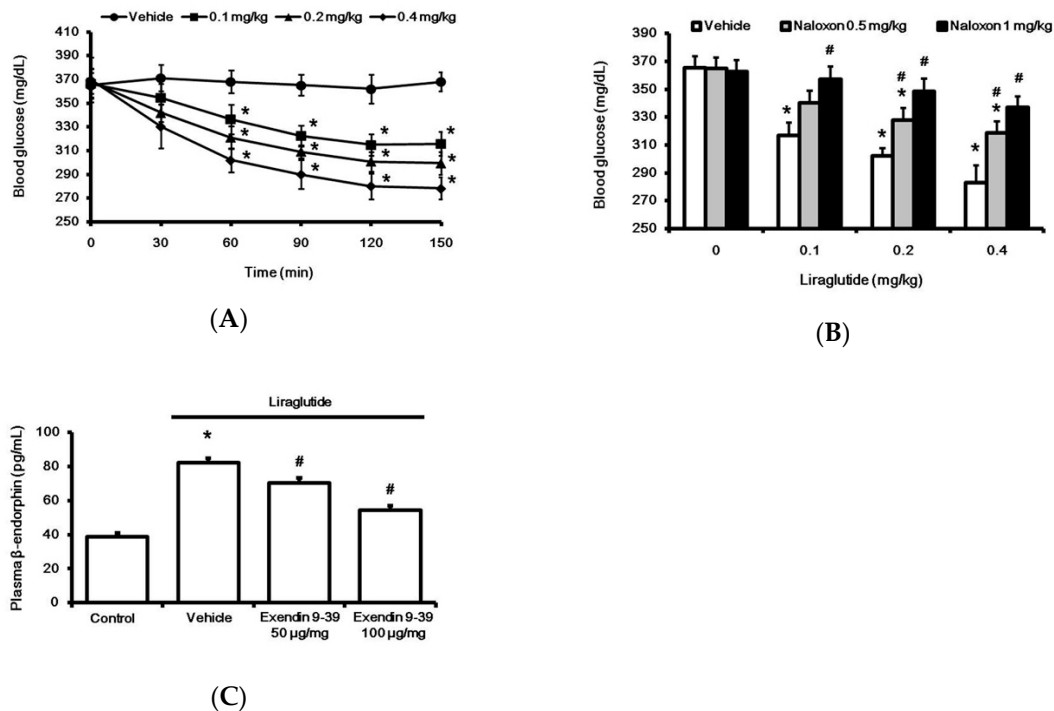 Vehicle 0.1 mg/kg 0.2 mg/kg 0.4 mg/kg
Blood glucose (mg/dL)
410
390
370
350
330
310
290
270
250
* * * *
* * * *
* * * *
0 30 60 90 120 150
Time (min)
(A)
Vehicle Naloxon 0.5 mg/kg Naloxon 1 mg/kg
Blood glucose (mg/dL)
390
370
350
330
310
290
270
250
* # * # * # * # * #
0 0.1 0.2 0.4
Liraglutide (mg/kg)
(B)
Liraglutide
Plasma β-endorphin (pg/mL)
100
80
60
40
20
0
* # #
Control Vehicle Exendin 9-39 Exendin 9-39
50 µg/mg 100 µg/mg
(C)